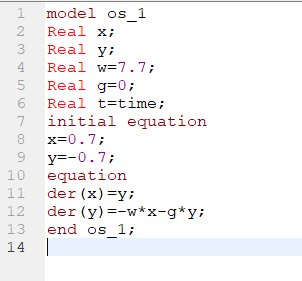 1 model os_1
2 Real x;
3 Real y;
4 Real w=7.7;
5 Real g=0;
6 Real t=time;
7 initial equation
8 x=0.7;
9 y=-0.7;
10 equation
11 der(x)=y;
12 der(y)=-w*x-g*y;
13 end os_1;
14